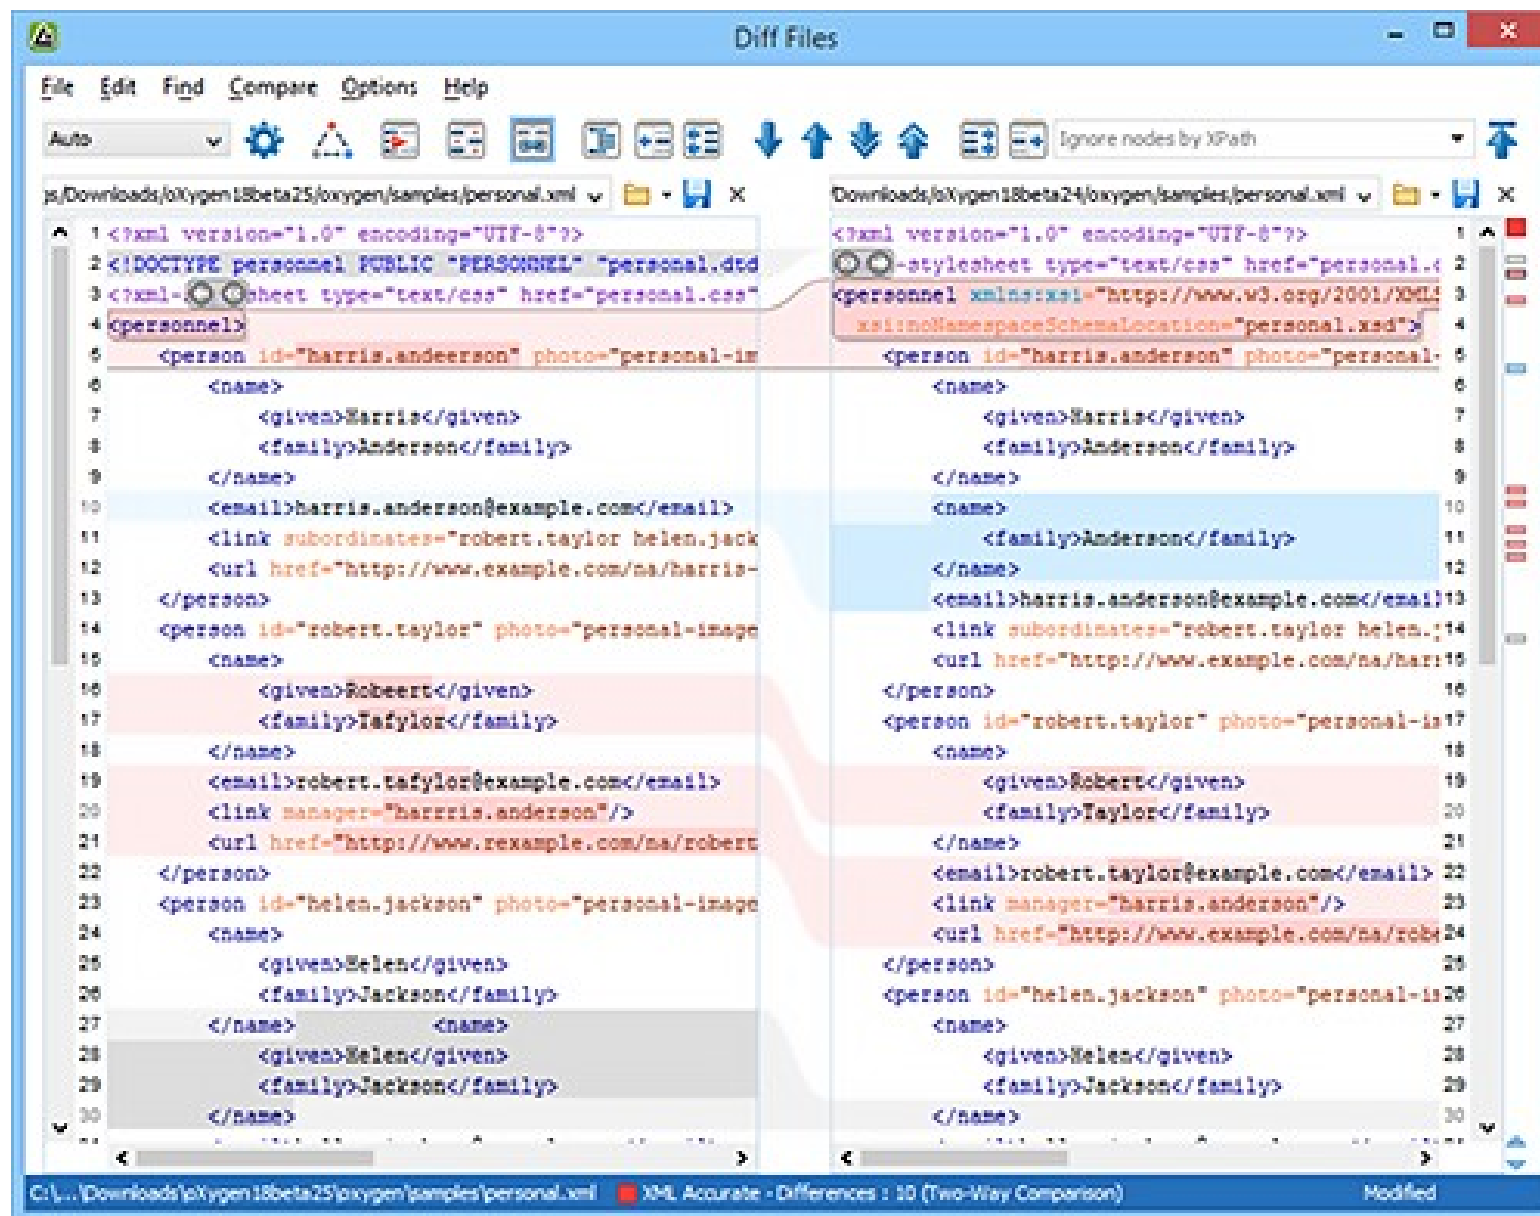 Diff Files
File Edit Find Compare Options Help
Auto
Ignore nodes by XPath
js/Downloads/oXygen18beta25/oxygen/samples/personal.xml
Downloads/oXygen18beta24/oxygen/samples/personal.xml
1 <?xml version="1.0" encoding="UTF-8"?>
2 <!DOCTYPE personnel PUBLIC "PERSONNEL" "personal.dtd
3 <?xml- sheet type="text/css" href="personal.css"
4 <personnel>
5 <person id="harris.andeerson" photo="personal-im
6 <name>
7 <given>Harris</given>
8 <family>Anderson</family>
9 </name>
10 <email>harris.anderson@example.com</email>
11 <link subordinates="robert.taylor helen.jack
12 <url href="http://www.example.com/na/harris-
13 </person>
14 <person id="robert.taylor" photo="personal-image
15 <name>
16 <given>Robeert</given>
17 <family>Tafylor</family>
18 </name>
19 <email>robert.tafylor@example.com</email>
20 <link manager="harrris.anderson"/>
21 <url href="http://www.rexample.com/na/robert
22 </person>
23 <person id="helen.jackson" photo="personal-image
24 <name>
25 <given>Helen</given>
26 <family>Jackson</family>
27 </name> <name>
28 <given>Helen</given>
29 <family>Jackson</family>
30 </name>
<?xml version="1.0" encoding="UTF-8"?> 1
-stylesheet type="text/css" href="personal.c 2
<personnel xmlns:xsi="http://www.w3.org/2001/XMLS 3
xsi:noNamespaceSchemaLocation="personal.xsd"> 4
<person id="harris.anderson" photo="personal- 5
<name> 6
<given>Harris</given> 7
<family>Anderson</family> 8
</name> 9
<name> 10
<family>Anderson</family> 11
</name> 12
<email>harris.anderson@example.com</email 13
<link subordinates="robert.taylor helen.j 14
<url href="http://www.example.com/na/harr 15
</person> 16
<person id="robert.taylor" photo="personal-im 17
<name> 18
<given>Robert</given> 19
<family>Taylor</family> 20
</name> 21
<email>robert.taylor@example.com</email> 22
<link manager="harris.anderson"/> 23
<url href="http://www.example.com/na/robe 24
</person> 25
<person id="helen.jackson" photo="personal-im 26
<name> 27
<given>Helen</given> 28
<family>Jackson</family> 29
</name> 30
C:\...\Downloads\oXygen18beta25\oxygen\samples\personal.xml XML Accurate - Differences : 10 (Two-Way Comparison) Modified